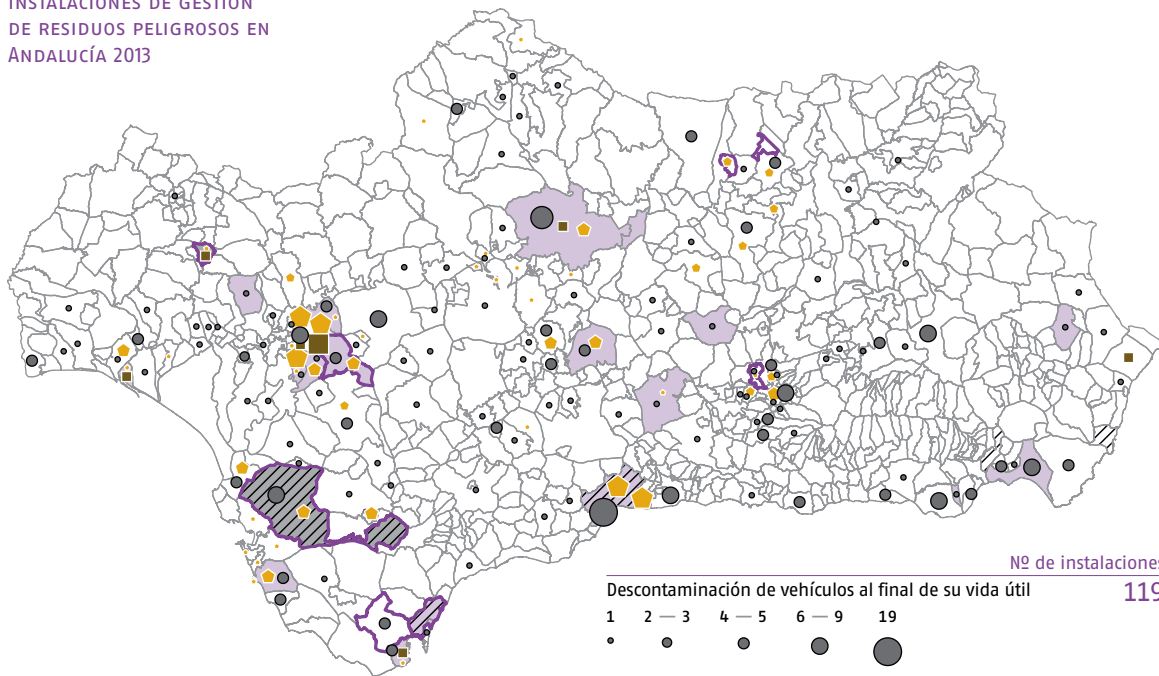 INSTALACIONES DE GESTIÓN
DE RESIDUOS PELIGROSOS EN
ANDALUCÍA 2013
Nº de instalaciones
Descontaminación de vehículos al final de su vida útil 119
1 2 — 3 4 — 5 6 — 9 19